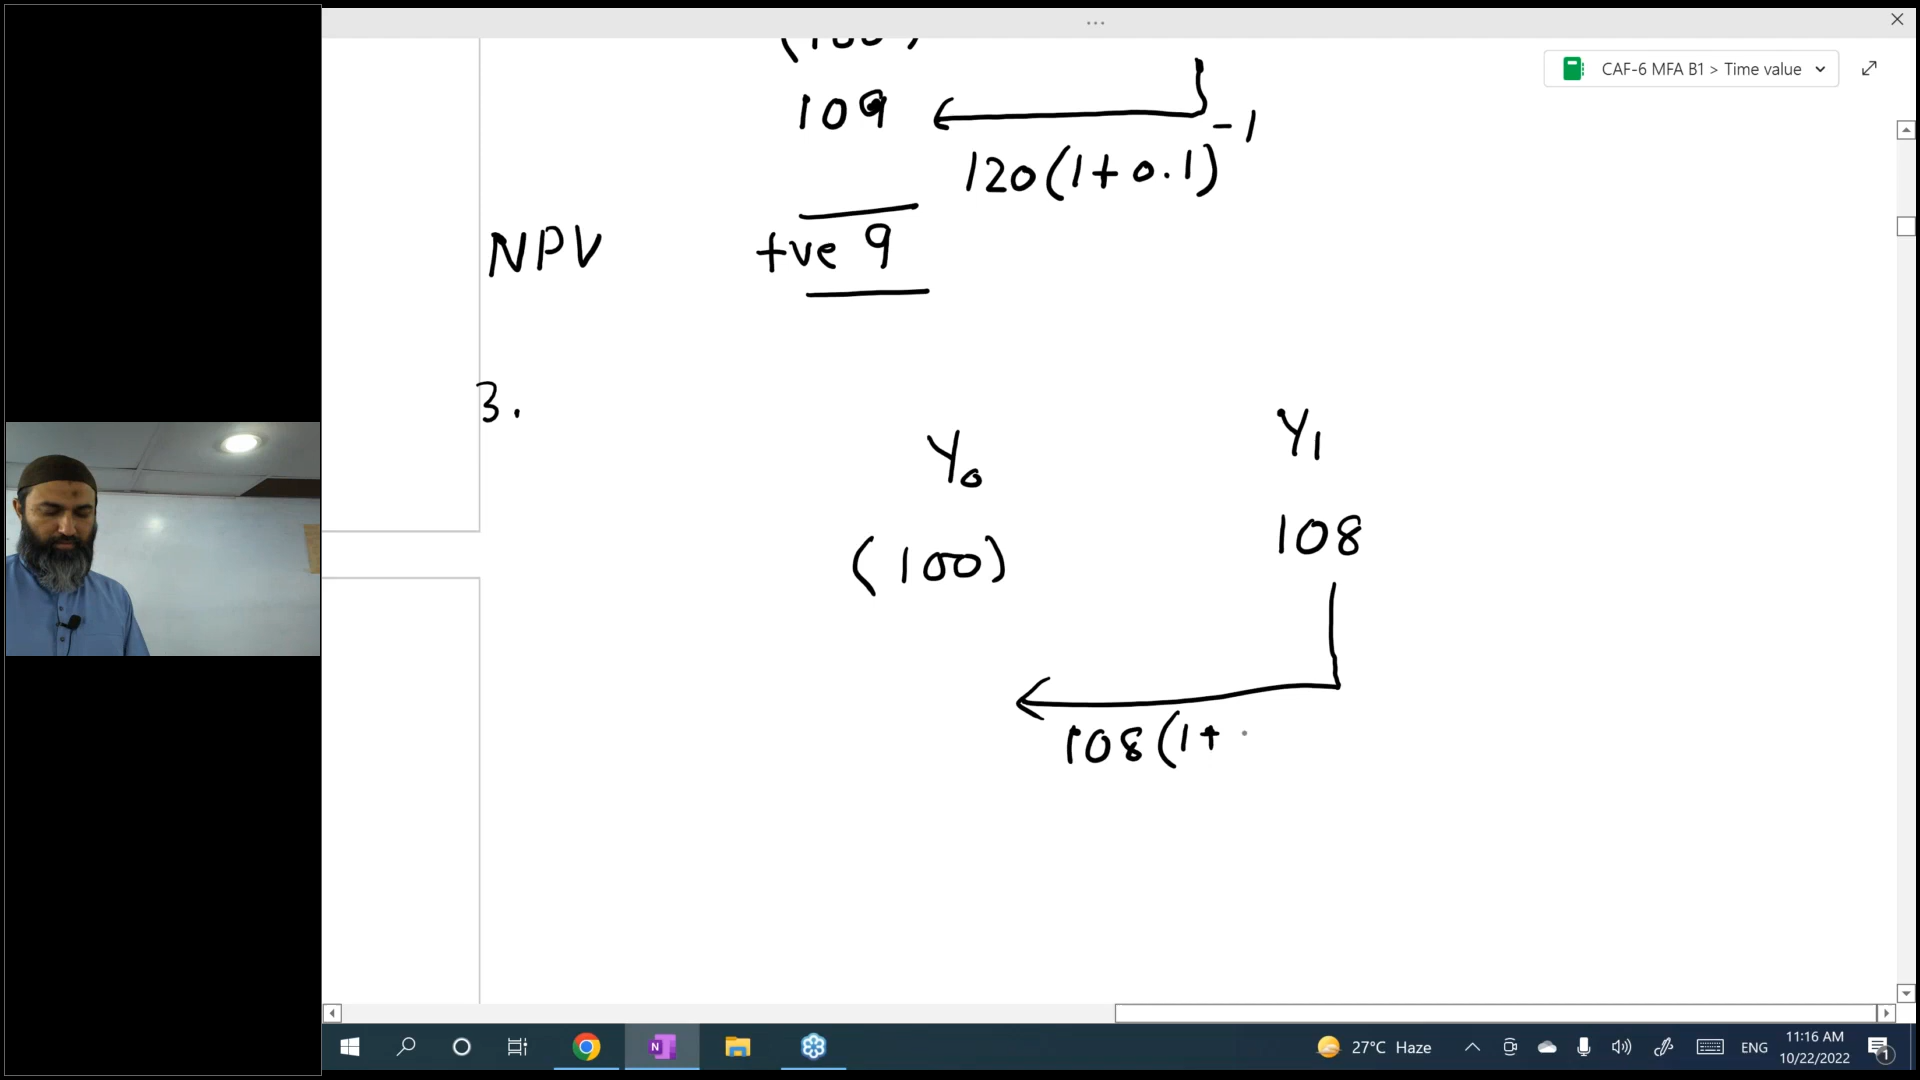 CAF-6 MFA B1 > Time value
109
120(1+0.1)⁻¹
NPV +ve 9
3.
Y₀ Y₁
(100) 108
108(1+
27°C Haze
ENG
11:16 AM
10/22/2022
1